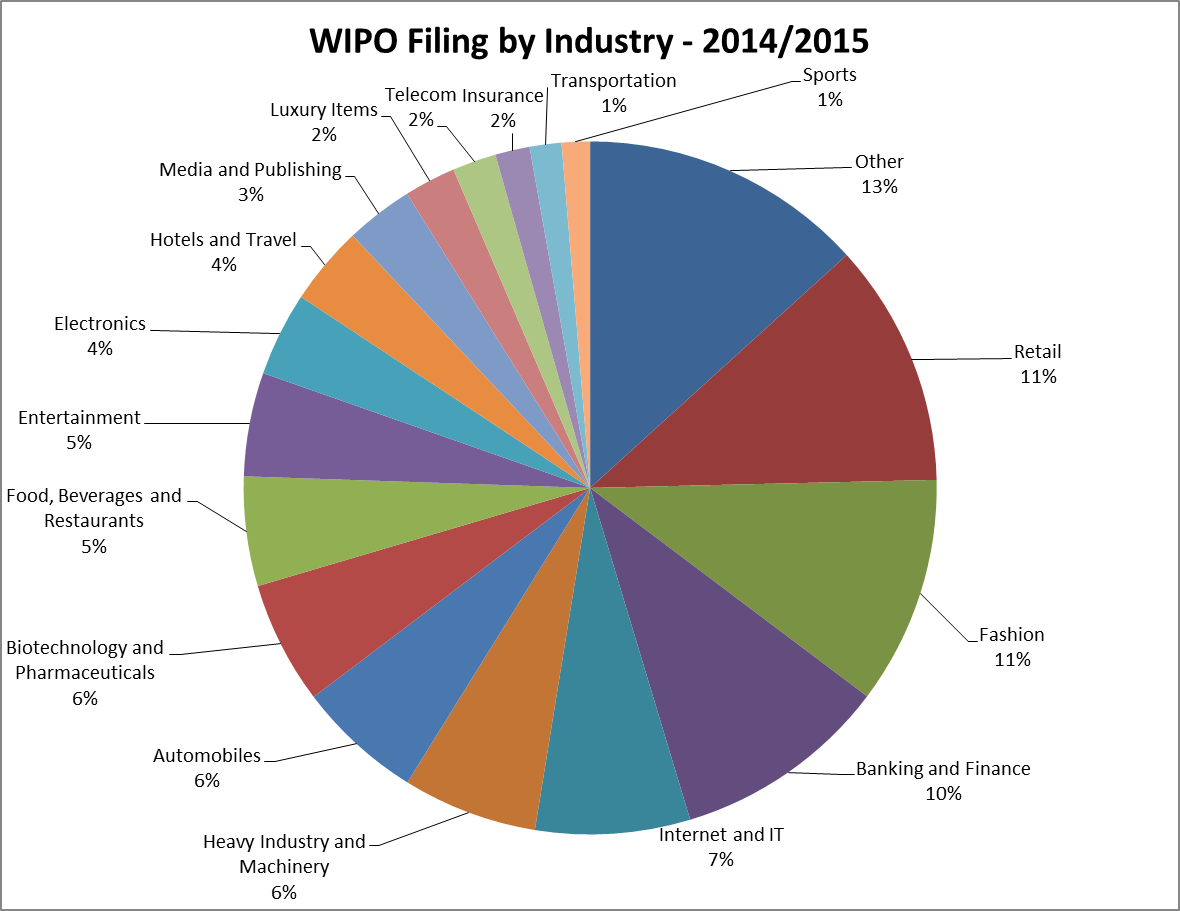 WIPO Filing by Industry - 2014/2015
Other
13%
Retail
11%
Fashion
11%
Banking and Finance
10%
Internet and IT
7%
Heavy Industry and
Machinery
6%
Automobiles
6%
Biotechnology and
Pharmaceuticals
6%
Food, Beverages and
Restaurants
5%
Entertainment
5%
Electronics
4%
Hotels and Travel
4%
Media and Publishing
3%
Luxury Items
2%
Telecom
2%
Insurance
2%
Transportation
1%
Sports
1%